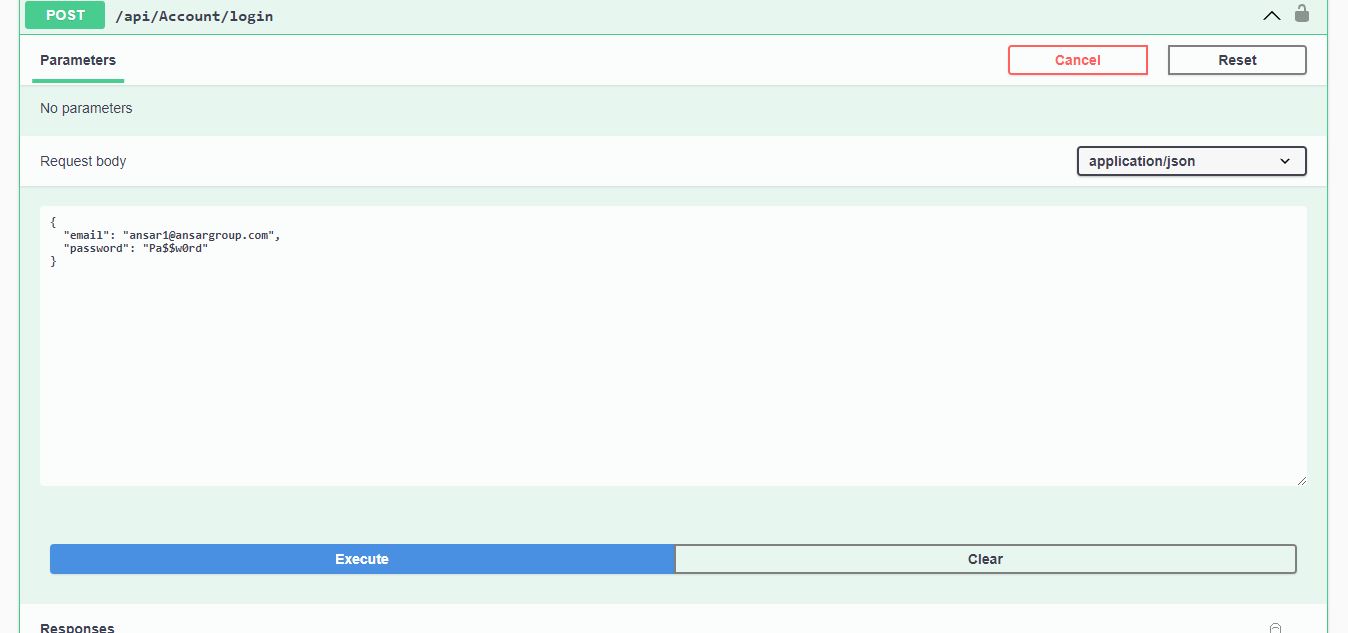 POST /api/Account/login
Parameters Cancel Reset
No parameters
Request body application/json
{
"email": "ansar1@ansargroup.com",
"password": "Pa$$w0rd"
}
Execute Clear
Responses